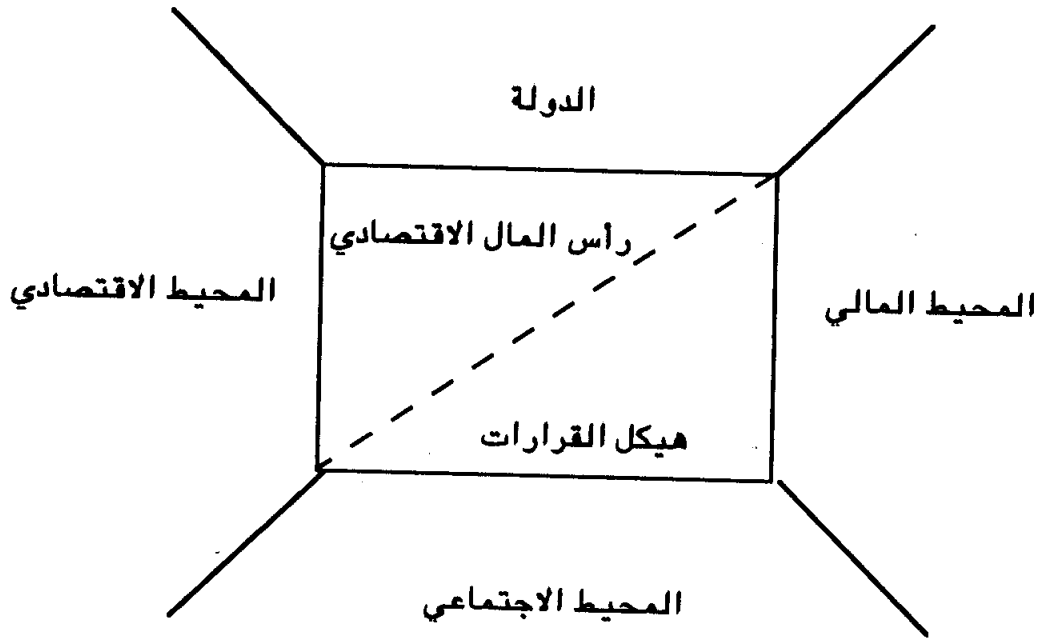 الدولة
رأس المال الاقتصادي
المحيط المالي
المحيط الاقتصادي
هيكل القرارات
المحيط الاجتماعي